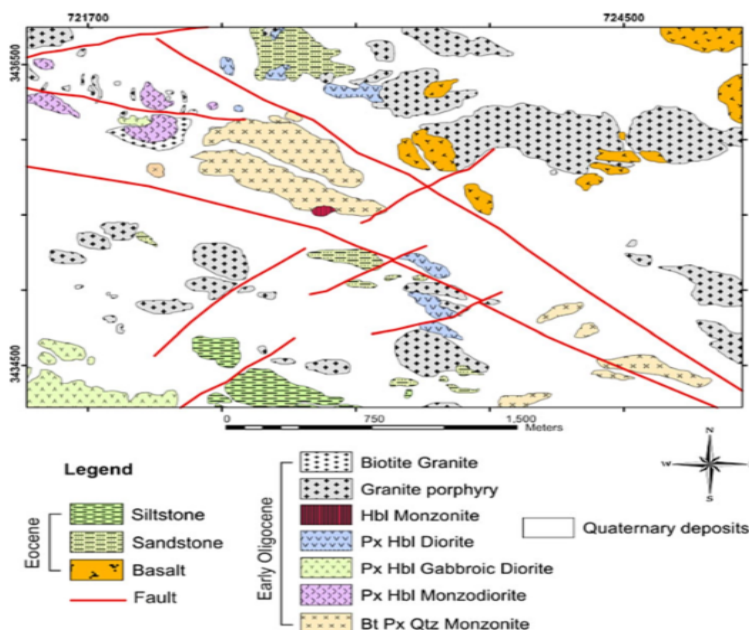 721700
724500
3436500
3434500
0
750
1,500
Meters
N
W
E
S
Legend
Eocene
Siltstone
Sandstone
Basalt
Fault
Early Oligocene
Biotite Granite
Granite porphyry
Hbl Monzonite
Px Hbl Diorite
Px Hbl Gabbroic Diorite
Px Hbl Monzodiorite
Bt Px Qtz Monzonite
Quaternary deposits